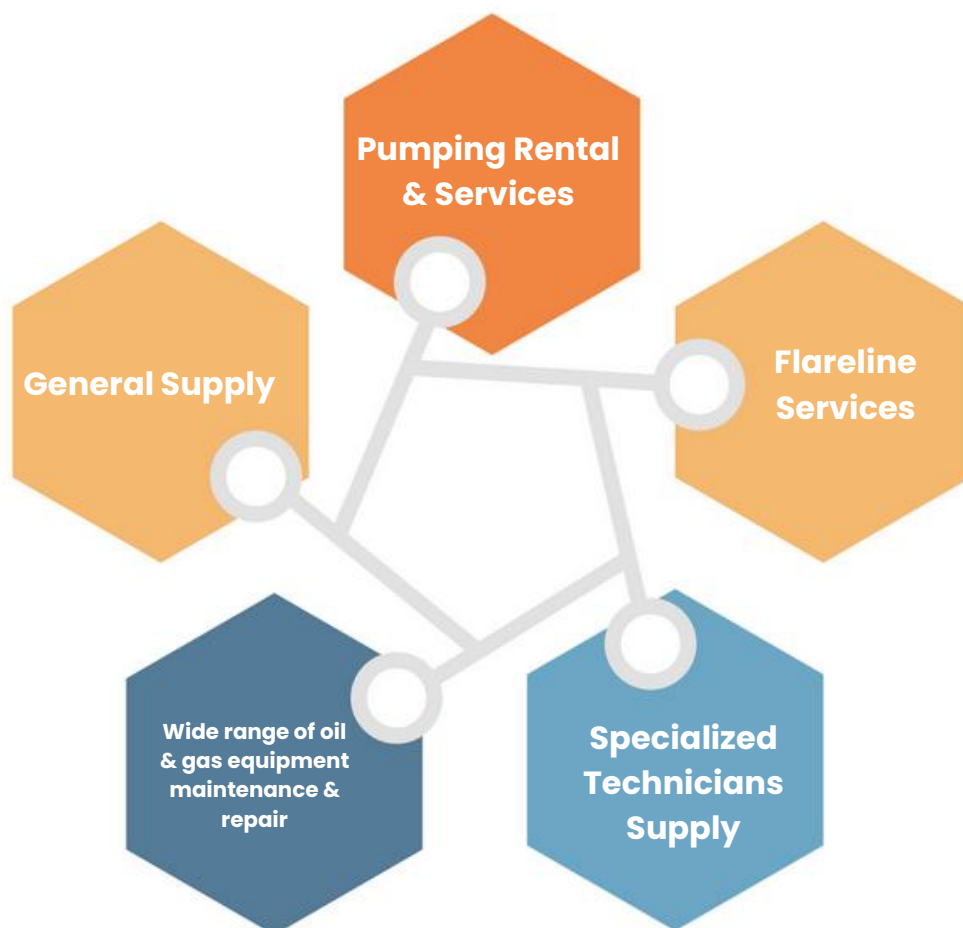 Pumping Rental
& Services
General Supply
Flareline
Services
Wide range of oil
& gas equipment
maintenance &
repair
Specialized
Technicians
Supply